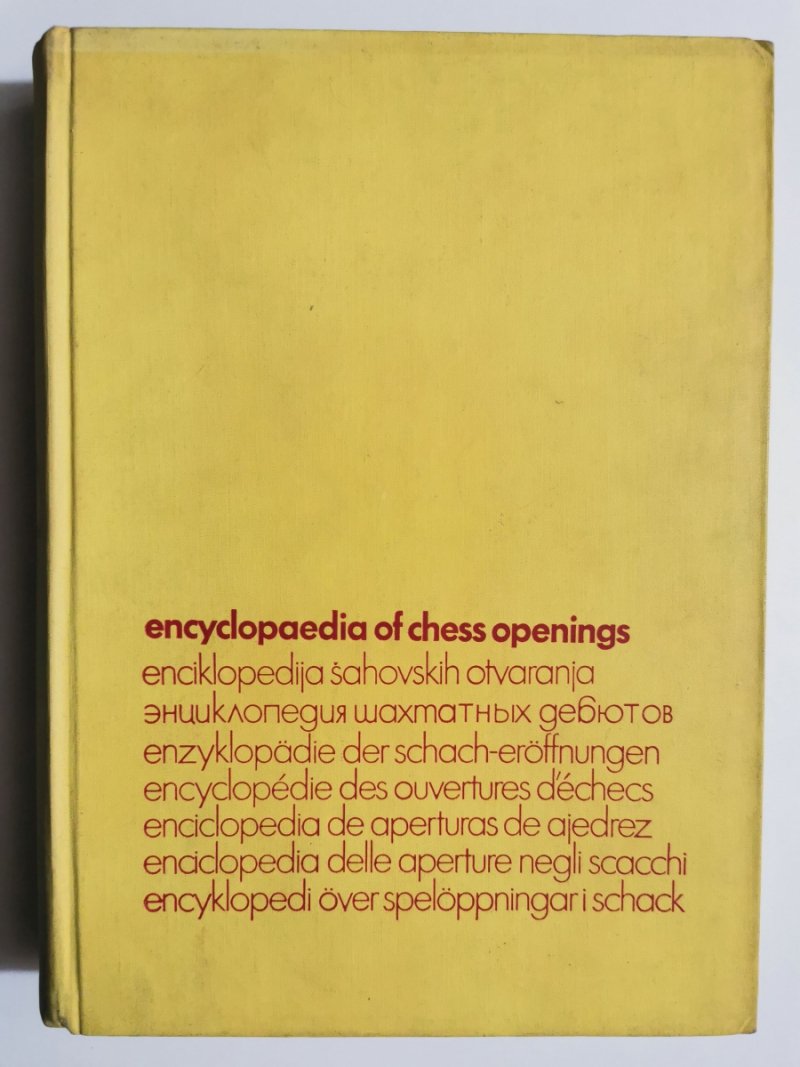 encyclopaedia of chess openings
enciklopedija šahovskih otvaranja
энциклопедия шахматных дебютов
enzyklopädie der schach-eröffnungen
encyclopédie des ouvertures d'échecs
enciclopedia de aperturas de ajedrez
enciclopedia delle aperture negli scacchi
encyklopedi över spelöppningar i schack